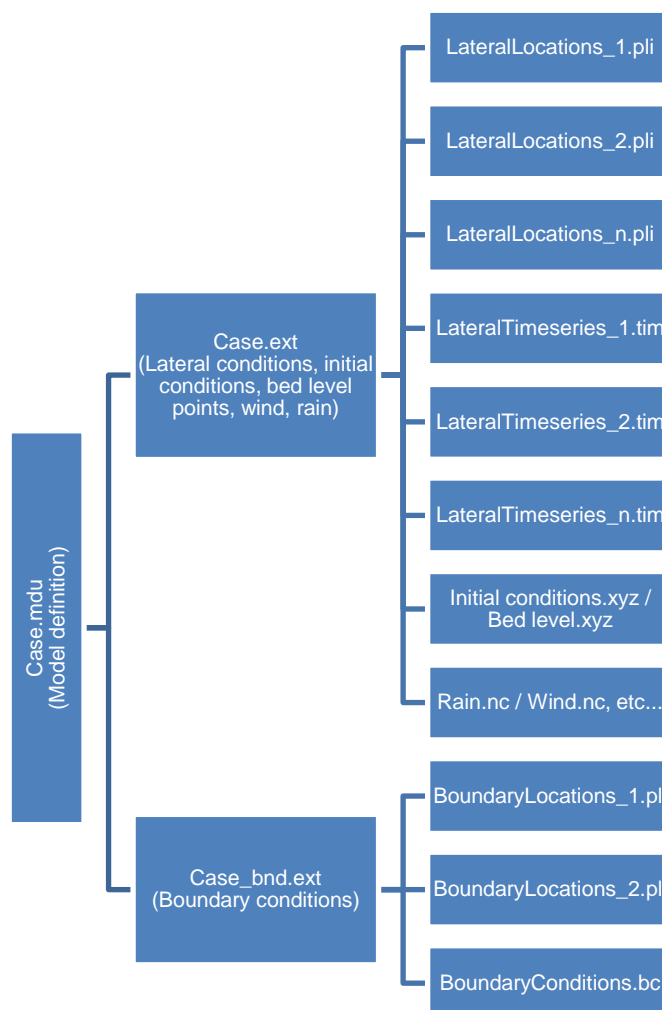 LateralLocations_1.pli
LateralLocations_2.pli
LateralLocations_n.pli
Case.ext
(Lateral conditions, initial
conditions, bed level
points, wind, rain)
LateralTimeseries_1.tim
LateralTimeseries_2.tim
LateralTimeseries_n.tim
Case.mdu
(Model definition)
Initial conditions.xyz /
Bed level.xyz
Rain.nc / Wind.nc, etc...
BoundaryLocations_1.pl
Case_bnd.ext
(Boundary conditions)
BoundaryLocations_2.pl
BoundaryConditions.bc